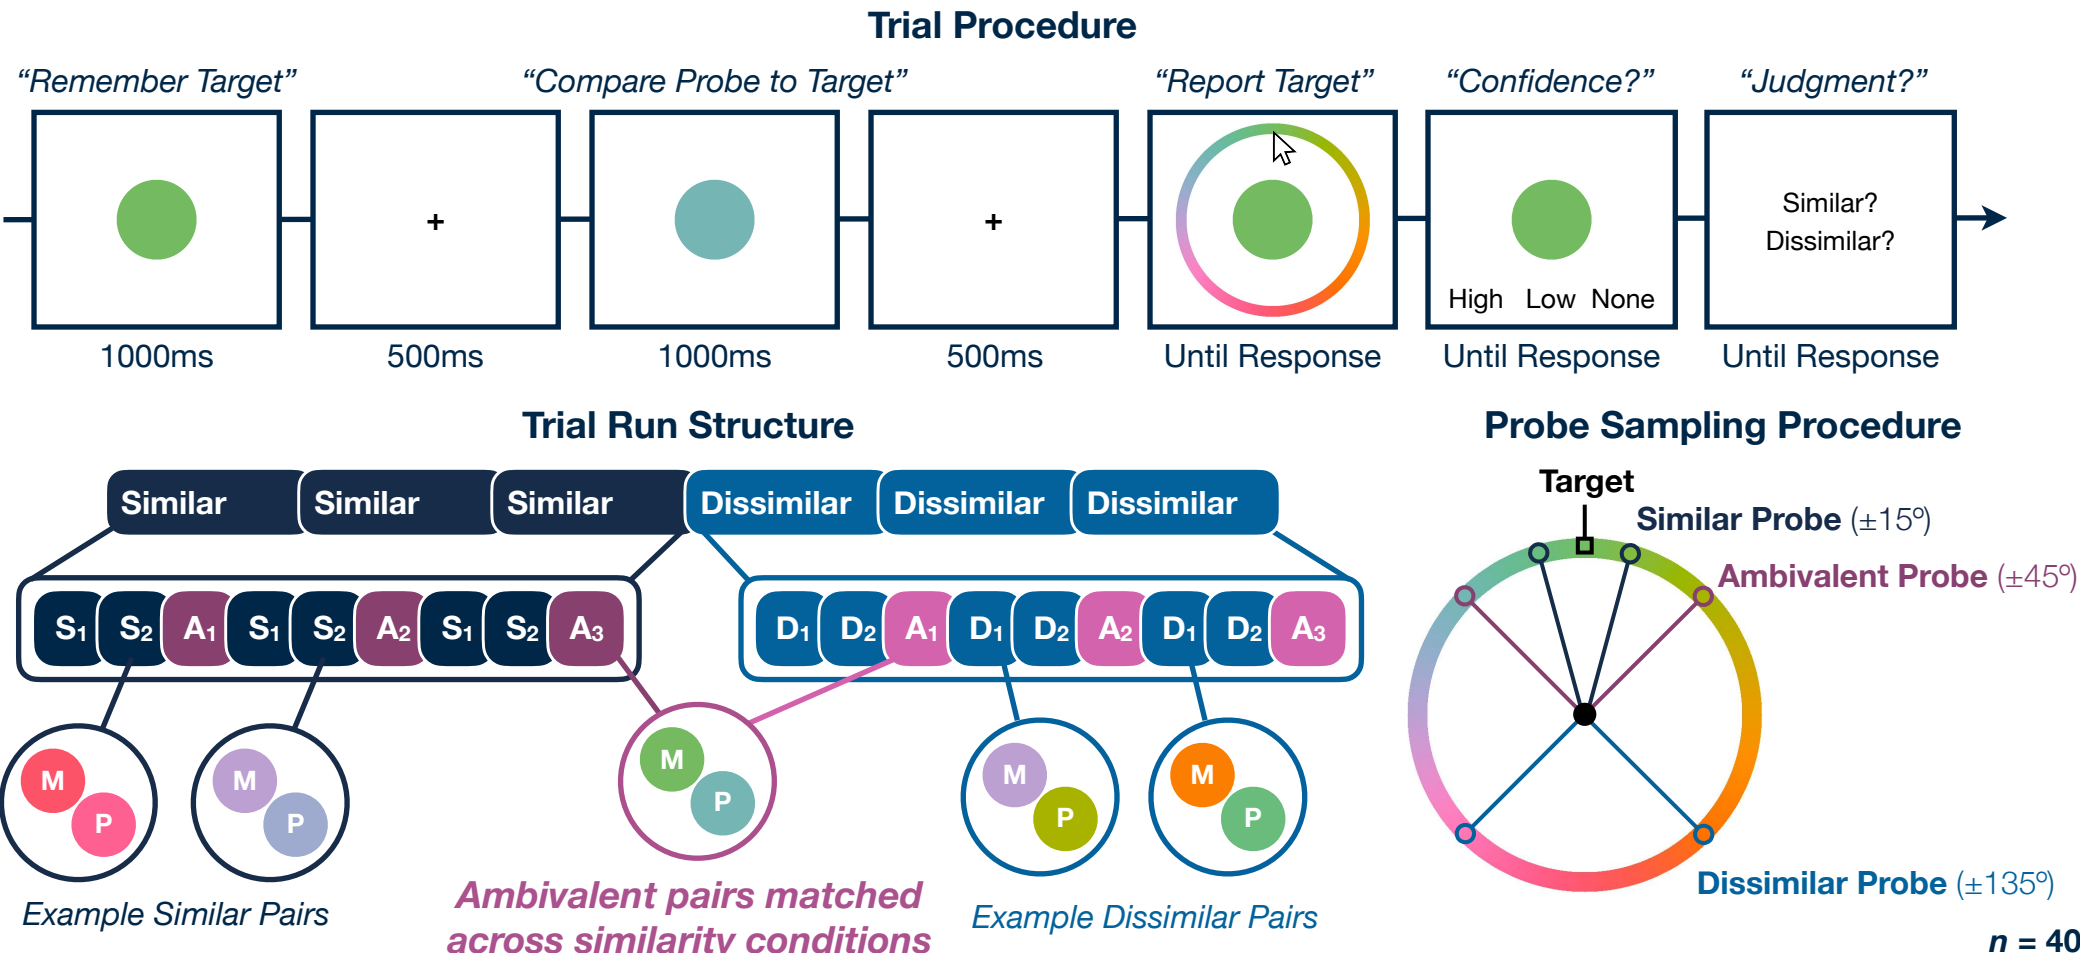 Trial Procedure
“Remember Target”
“Compare Probe to Target”
“Report Target”
“Confidence?”
“Judgment?”
+
+
High Low None
Similar?
Dissimilar?
1000ms
500ms
1000ms
500ms
Until Response
Until Response
Until Response
Trial Run Structure
Similar Similar Similar Dissimilar Dissimilar Dissimilar
S1 S2 A1 S1 S2 A2 S1 S2 A3
D1 D2 A1 D1 D2 A2 D1 D2 A3
M P
M P
M P
M P
M P
Example Similar Pairs
Ambivalent pairs matched
across similarity conditions
Example Dissimilar Pairs
Probe Sampling Procedure
Target
Similar Probe (±15º)
Ambivalent Probe (±45º)
Dissimilar Probe (±135º)
n = 40